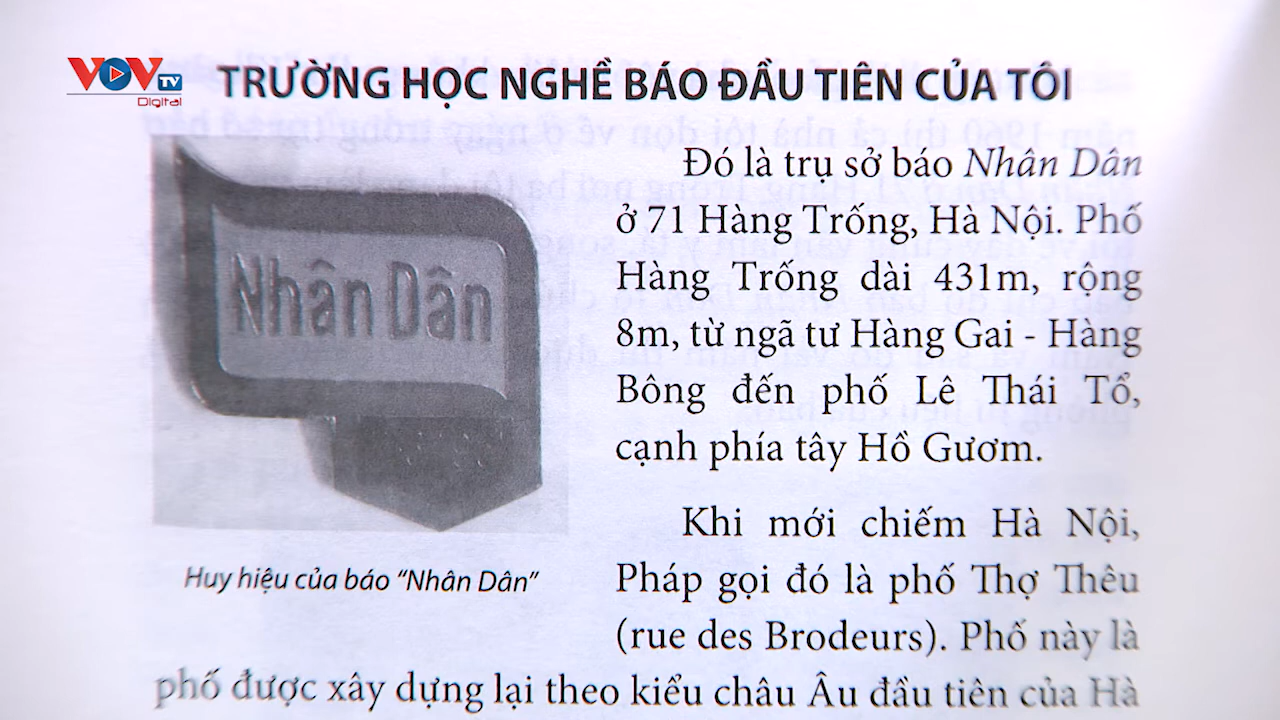 VOV TV
Digital
TRƯỜNG HỌC NGHỀ BÁO ĐẦU TIÊN CỦA TÔI
Nhân Dân
Huy hiệu của báo “Nhân Dân”
Đó là trụ sở báo Nhân Dân
ở 71 Hàng Trống, Hà Nội. Phố
Hàng Trống dài 431m, rộng
8m, từ ngã tư Hàng Gai - Hàng
Bông đến phố Lê Thái Tổ,
cạnh phía tây Hồ Gươm.
Khi mới chiếm Hà Nội,
Pháp gọi đó là phố Thợ Thêu
(rue des Brodeurs). Phố này là
phố được xây dựng lại theo kiểu châu Âu đầu tiên của Hà